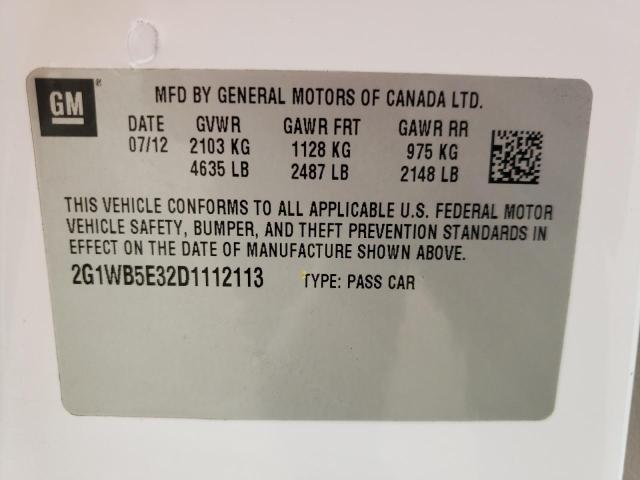 GM
MFD BY GENERAL MOTORS OF CANADA LTD.
DATE GVWR GAWR FRT GAWR RR
07/12 2103 KG 1128 KG 975 KG
4635 LB 2487 LB 2148 LB
THIS VEHICLE CONFORMS TO ALL APPLICABLE U.S. FEDERAL MOTOR
VEHICLE SAFETY, BUMPER, AND THEFT PREVENTION STANDARDS IN
EFFECT ON THE DATE OF MANUFACTURE SHOWN ABOVE.
2G1WB5E32D1112113 TYPE: PASS CAR